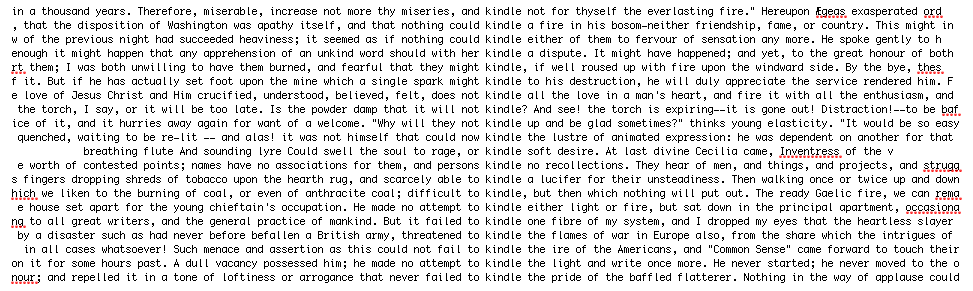 in a thousand years. Therefore, miserable, increase not more thy miseries, and kindle not for thyself the everlasting fire." Hereupon Ægeas exasperated ord
, that the disposition of Washington was apathy itself, and that nothing could kindle a fire in his bosom—neither friendship, fame, or country. This might in
w of the previous night had succeeded heaviness; it seemed as if nothing could kindle either of them to fervour of sensation any more. He spoke gently to h
enough it might happen that any apprehension of an unkind word should with her kindle a dispute. It might have happened; and yet, to the great honour of both
rt them; I was both unwilling to have them burned, and fearful that they might kindle, if well roused up with fire upon the windward side. By the bye, thes
f it. But if he has actually set foot upon the mine which a single spark might kindle to his destruction, he will duly appreciate the service rendered him. F
e love of Jesus Christ and Him crucified, understood, believed, felt, does not kindle all the love in a man's heart, and fire it with all the enthusiasm, and
the torch, I say, or it will be too late. Is the powder damp that it will not kindle? And see! the torch is expiring--it is gone out! Distraction!--to be baf
ice of it, and it hurries away again for want of a welcome. "Why will they not kindle up and be glad sometimes?" thinks young elasticity. "It would be so easy
quenched, waiting to be re-lit -- and alas! it was not himself that could now kindle the lustre of animated expression: he was dependent on another for that
breathing flute And sounding lyre Could swell the soul to rage, or kindle soft desire. At last divine Cecilia came, Inventress of the v
e worth of contested points; names have no associations for them, and persons kindle no recollections. They hear of men, and things, and projects, and strugg
s fingers dropping shreds of tobacco upon the hearth rug, and scarcely able to kindle a lucifer for their unsteadiness. Then walking once or twice up and down
hich we liken to the burning of coal, or even of anthracite coal; difficult to kindle, but then which nothing will put out. The ready Gaelic fire, we can rema
e house set apart for the young chieftain's occupation. He made no attempt to kindle either light or fire, but sat down in the principal apartment, occasiona
ng to all great writers, and the general practice of mankind. But it failed to kindle one fibre of my system, and I dropped my eyes that the heartless slaver
by a disaster such as had never before befallen a British army, threatened to kindle the flames of war in Europe also, from the share which the intrigues of
in all cases whatsoever! Such menace and assertion as this could not fail to kindle the ire of the Americans, and "Common Sense" came forward to touch their
on it for some hours past. A dull vacancy possessed him; he made no attempt to kindle the light and write once more. He never started; he never moved to the o
nour; and repelled it in a tone of loftiness or arrogance that never failed to kindle the pride of the baffled flatterer. Nothing in the way of applause could